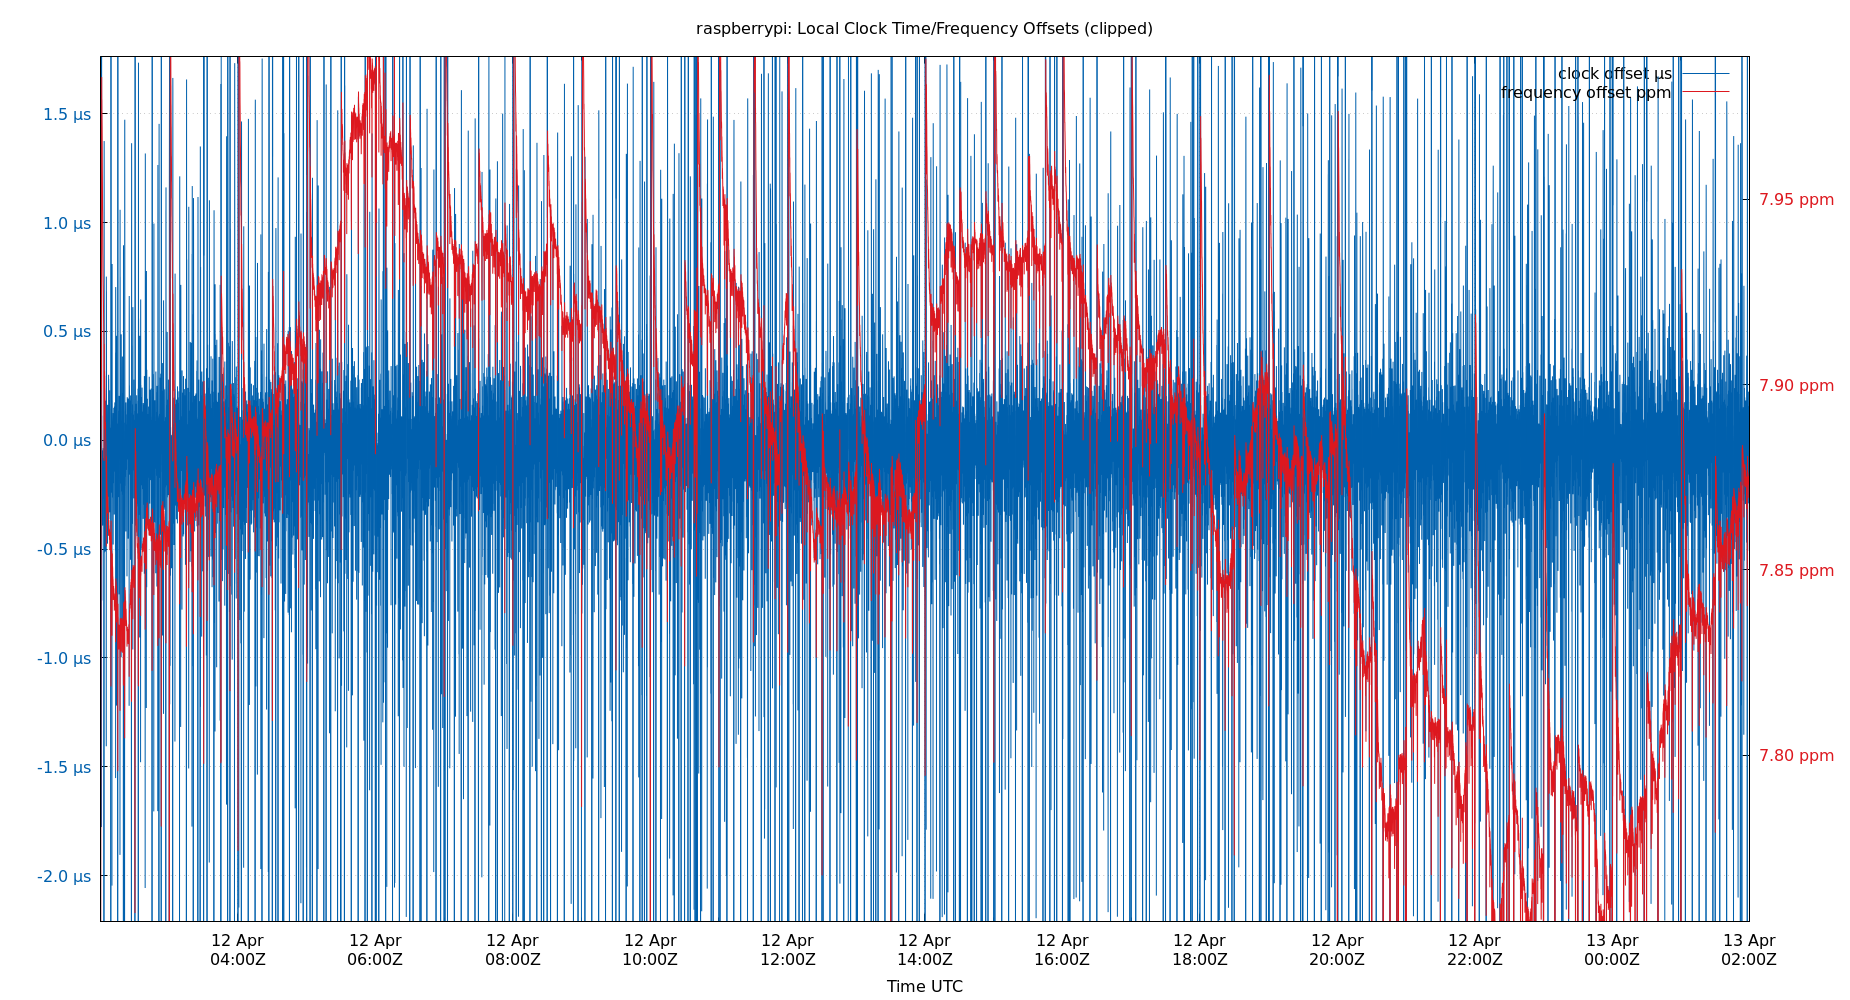 raspberrypi: Local Clock Time/Frequency Offsets (clipped)
clock offset µs
frequency offset ppm
1.5 µs
1.0 µs
0.5 µs
0.0 µs
-0.5 µs
-1.0 µs
-1.5 µs
-2.0 µs
7.95 ppm
7.90 ppm
7.85 ppm
7.80 ppm
12 Apr 12 Apr 12 Apr 12 Apr 12 Apr 12 Apr 12 Apr 12 Apr 12 Apr 12 Apr 13 Apr 13 Apr
04:00Z 06:00Z 08:00Z 10:00Z 12:00Z 14:00Z 16:00Z 18:00Z 20:00Z 22:00Z 00:00Z 02:00Z
Time UTC